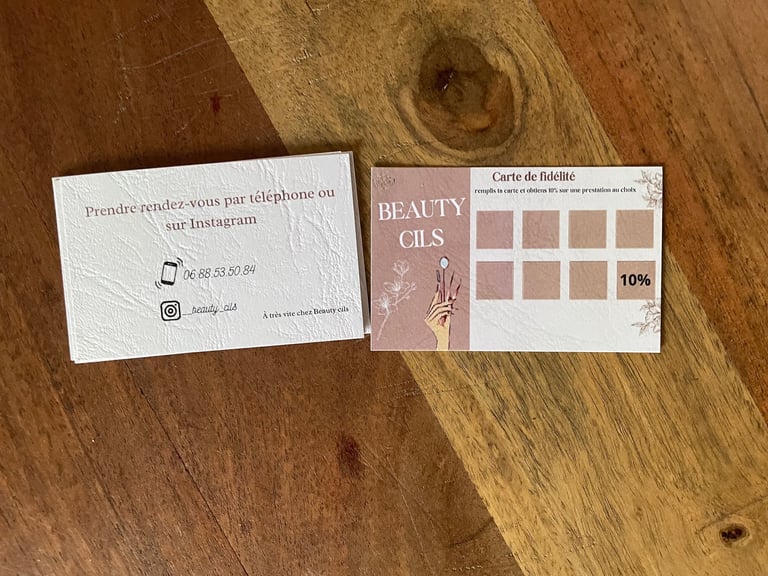 Prendre rendez-vous par téléphone ou
sur Instagram
06.88.53.50.84
_beauty_cils
À très vite chez Beauty cils
BEAUTY
CILS
Carte de fidélité
remplis ta carte et obtiens 10% sur une prestation au choix
10%